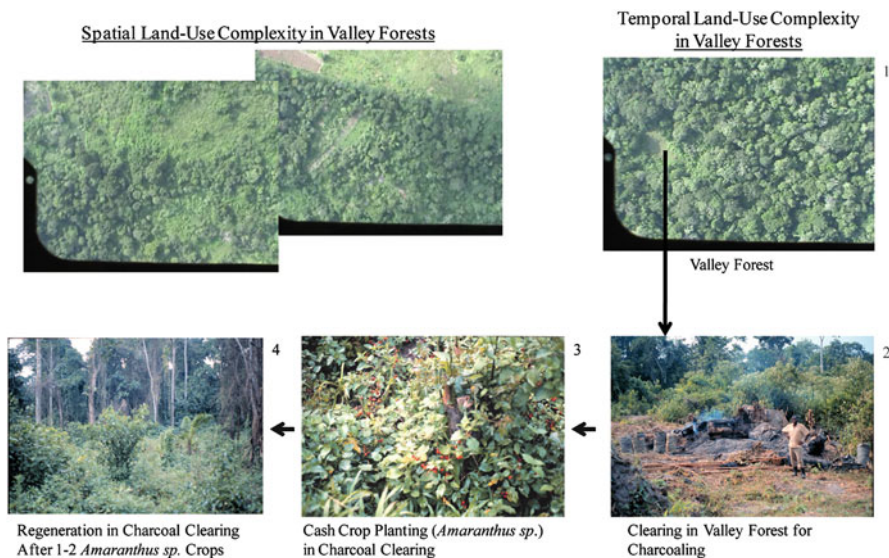 Spatial Land-Use Complexity in Valley Forests
Temporal Land-Use Complexity
in Valley Forests
1
Valley Forest
2
Clearing in Valley Forest for
Charcoaling
3
Cash Crop Planting (Amaranthus sp.)
in Charcoal Clearing
4
Regeneration in Charcoal Clearing
After 1-2 Amaranthus sp. Crops